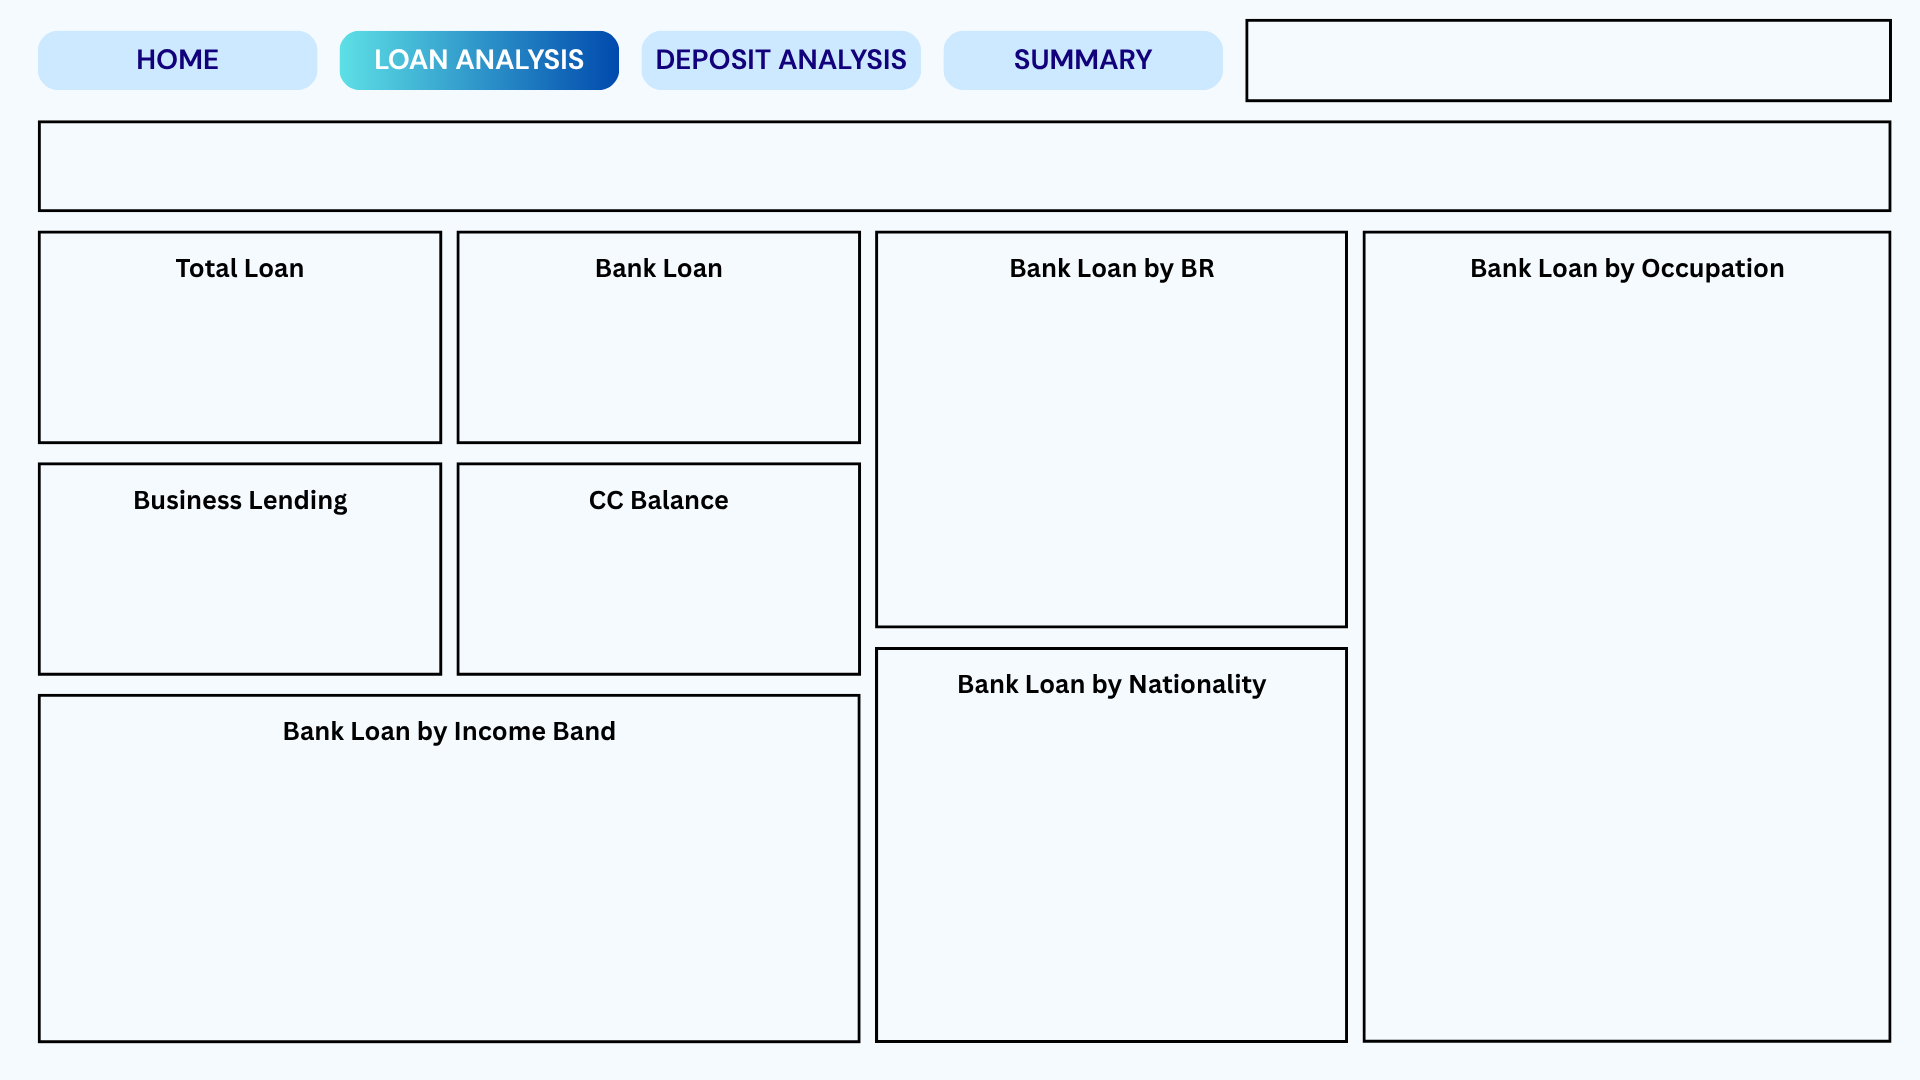 HOME
LOAN ANALYSIS
DEPOSIT ANALYSIS
SUMMARY
Total Loan
Bank Loan
Bank Loan by BR
Bank Loan by Occupation
Business Lending
CC Balance
Bank Loan by Nationality
Bank Loan by Income Band